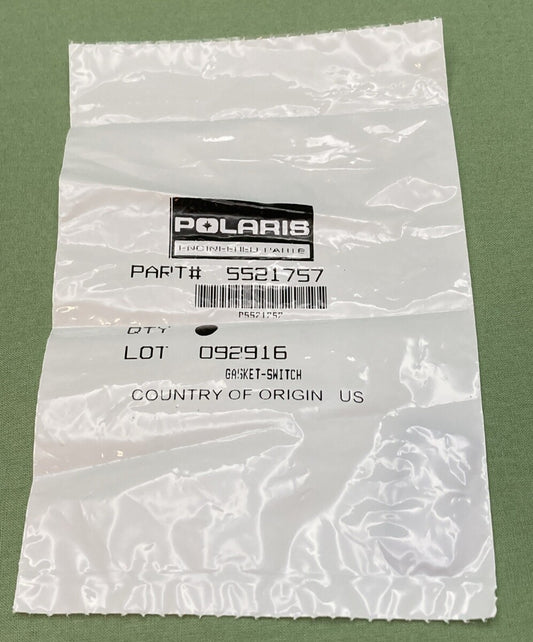 POLARIS
ENGINEERED PARTS
PART# 5521757
P5521757
QTY
LOT 092916
GASKET-SWITCH
COUNTRY OF ORIGIN US